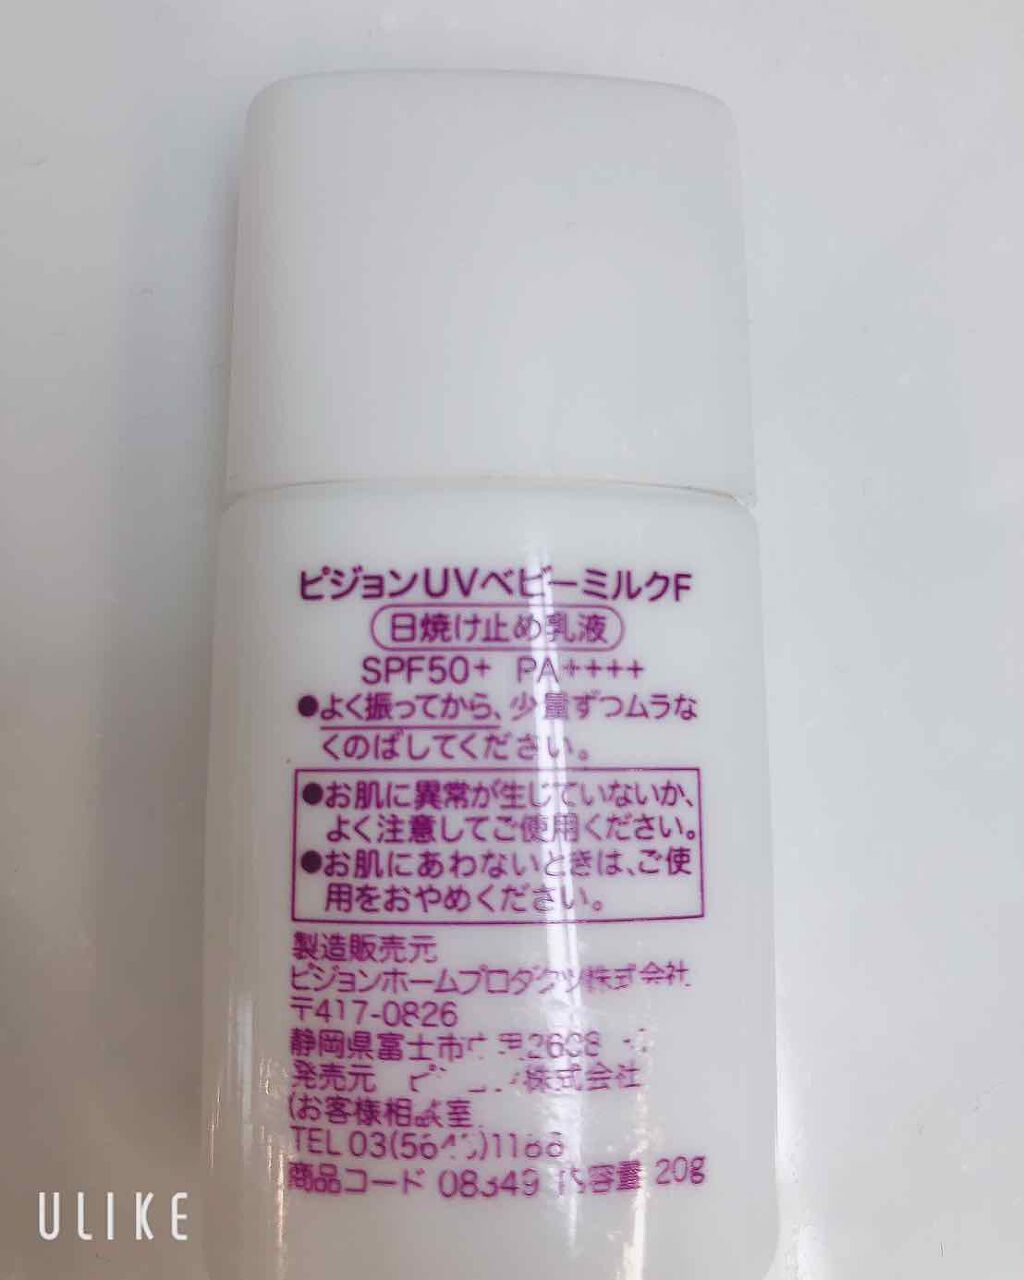 ピジョンUVベビーミルクF
日焼け止め乳液
SPF50+ PA++++
●よく振ってから、少量ずつムラな
くのばしてください。
●お肌に異常が生じていないか、
よく注意してご使用ください。
●お肌にあわないときは、ご使
用をおやめください。
製造販売元
ピジョンホームプロダクツ株式会社
〒417-0826
静岡県富士市
発売元 株式会社
(お客様相談室
TEL 03
商品コード 08349 内容量 20g
ULIKE